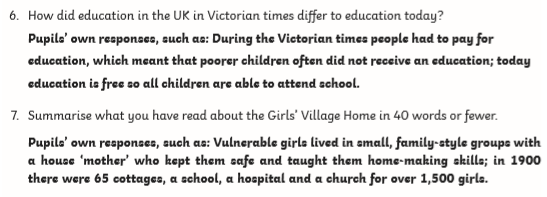 6. How did education in the UK in Victorian times differ to education today?
Pupils' own responses, such as: During the Victorian times people had to pay for
education, which meant that poorer children often did not receive an education; today
education is free so all children are able to attend school.
7. Summarise what you have read about the Girls' Village Home in 40 words or fewer.
Pupils' own responses, such as: Vulnerable girls lived in small, family-style groups with
a house 'mother' who kept them safe and taught them home-making skills; in 1900
there were 65 cottages, a school, a hospital and a church for over 1,500 girls.